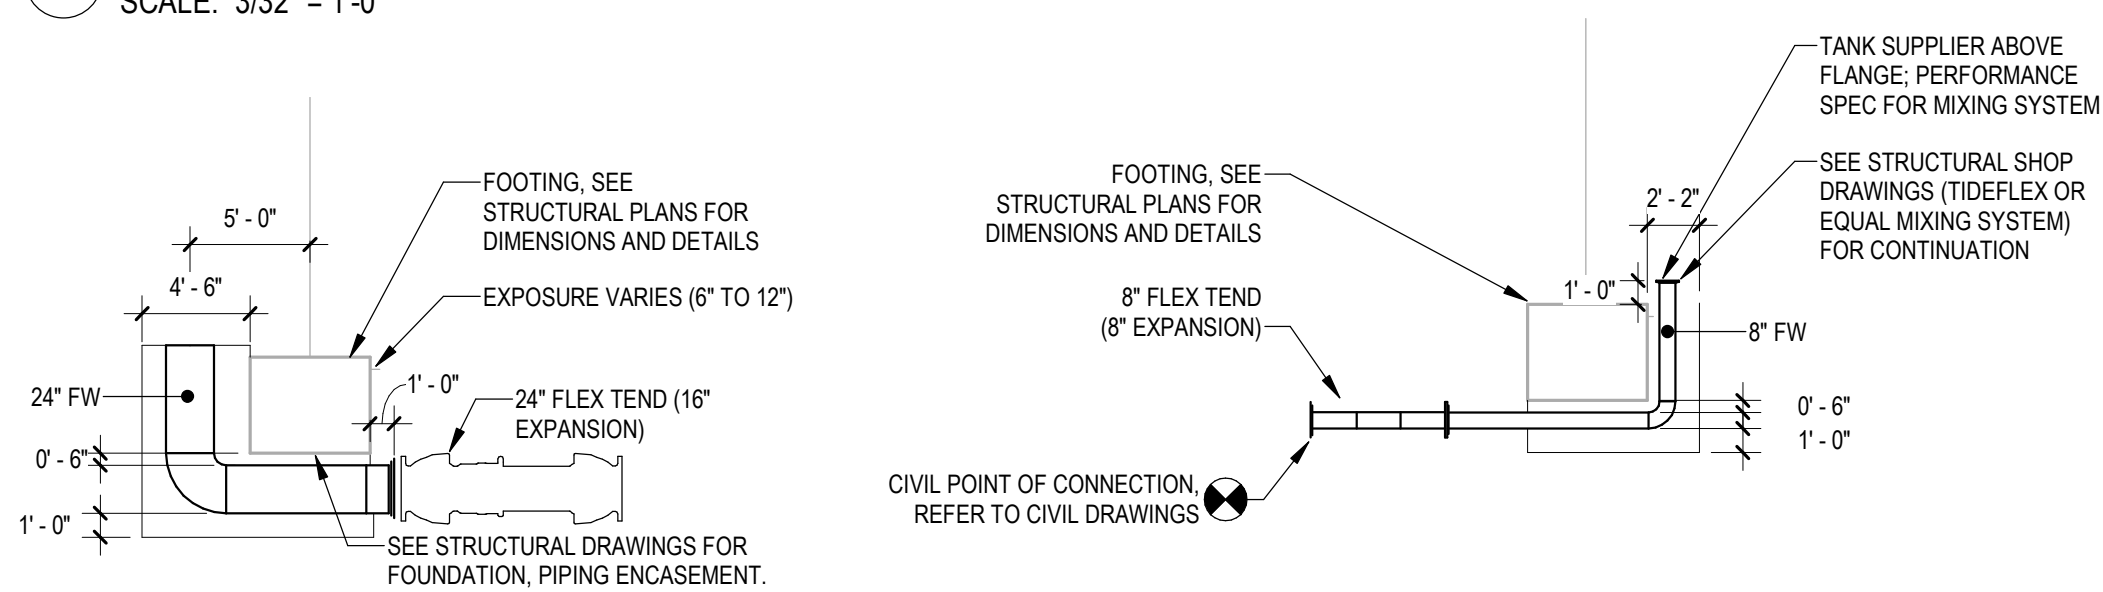 SCALE: 3/32" = 1'-0"
FOOTING, SEE
STRUCTURAL PLANS FOR
DIMENSIONS AND DETAILS
5' - 0"
4' - 6"
EXPOSURE VARIES (6" TO 12")
1' - 0"
24" FW
24" FLEX TEND (16"
EXPANSION)
0' - 6"
1' - 0"
SEE STRUCTURAL DRAWINGS FOR
FOUNDATION, PIPING ENCASEMENT.
TANK SUPPLIER ABOVE
FLANGE; PERFORMANCE
SPEC FOR MIXING SYSTEM
FOOTING, SEE
STRUCTURAL PLANS FOR
DIMENSIONS AND DETAILS
2' - 2"
SEE STRUCTURAL SHOP
DRAWINGS (TIDEFLEX OR
EQUAL MIXING SYSTEM)
FOR CONTINUATION
1' - 0"
8" FLEX TEND
(8" EXPANSION)
8" FW
0' - 6"
1' - 0"
CIVIL POINT OF CONNECTION,
REFER TO CIVIL DRAWINGS